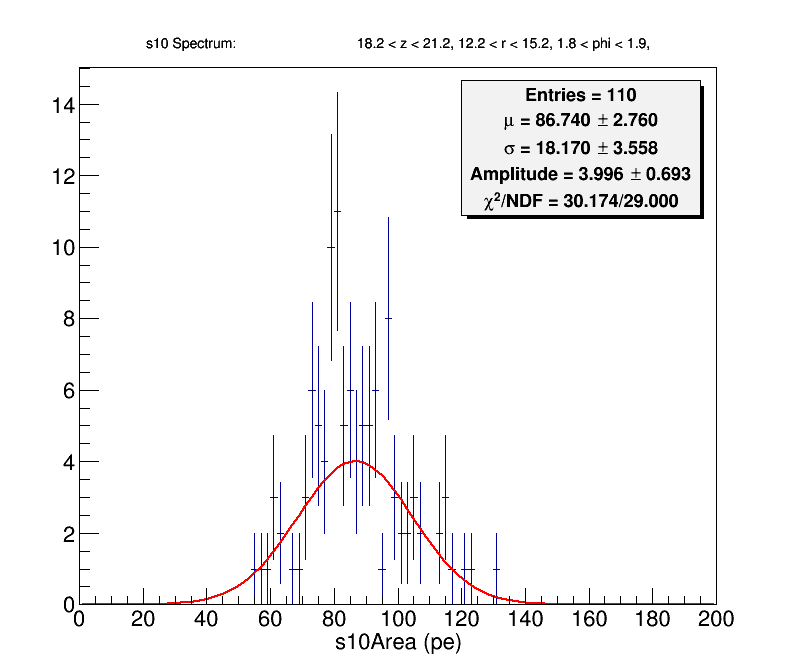 s10 Spectrum: 18.2 < z < 21.2, 12.2 < r < 15.2, 1.8 < phi < 1.9,
Entries = 110
μ = 86.740 ± 2.760
σ = 18.170 ± 3.558
Amplitude = 3.996 ± 0.693
χ²/NDF = 30.174/29.000
14
12
10
8
6
4
2
0
0 20 40 60 80 100 120 140 160 180 200
s10Area (pe)